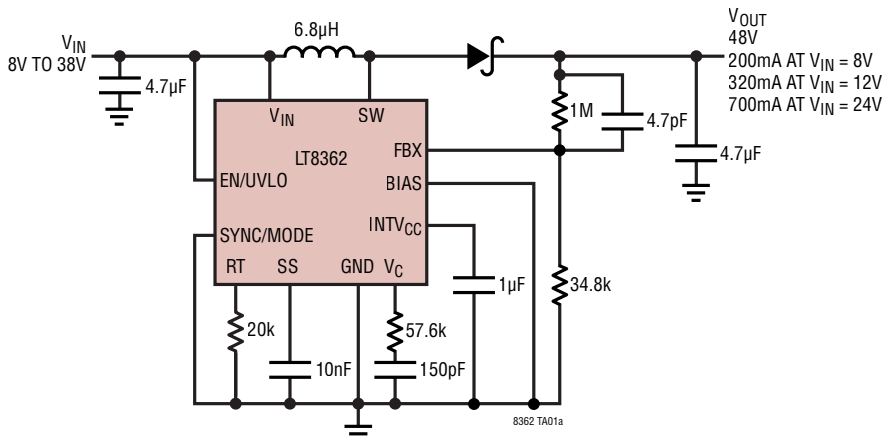 V_IN
8V TO 38V
4.7µF
6.8µH
V_OUT
48V
200mA AT V_IN = 8V
320mA AT V_IN = 12V
700mA AT V_IN = 24V
V_IN
SW
1M
4.7pF
4.7µF
LT8362
FBX
EN/UVLO
BIAS
SYNC/MODE
INTV_CC
RT
SS
GND
V_C
1µF
34.8k
20k
57.6k
10nF
150pF
8362 TA01a